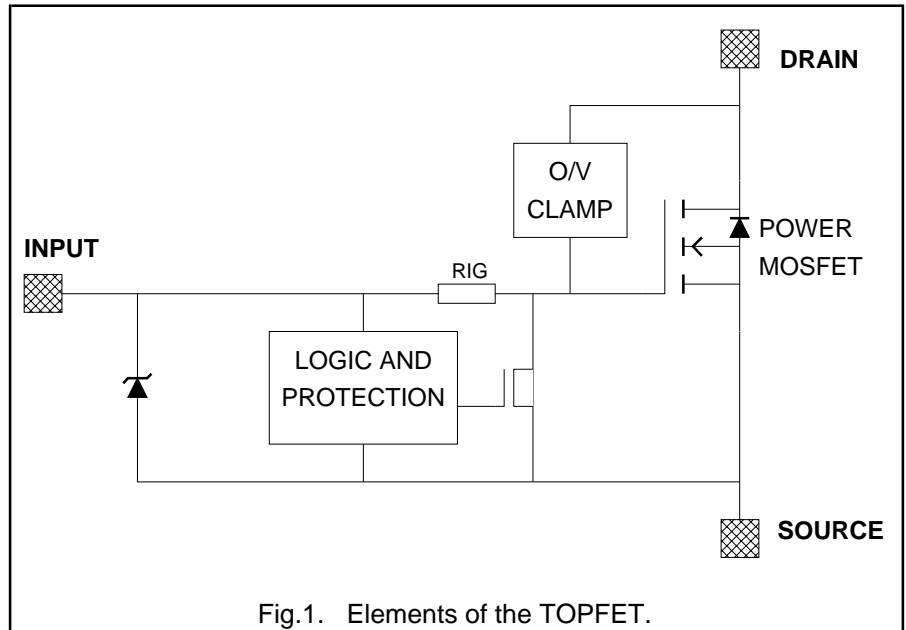 DRAIN
O/V
CLAMP
POWER
MOSFET
INPUT
RIG
LOGIC AND
PROTECTION
SOURCE
Fig.1. Elements of the TOPFET.